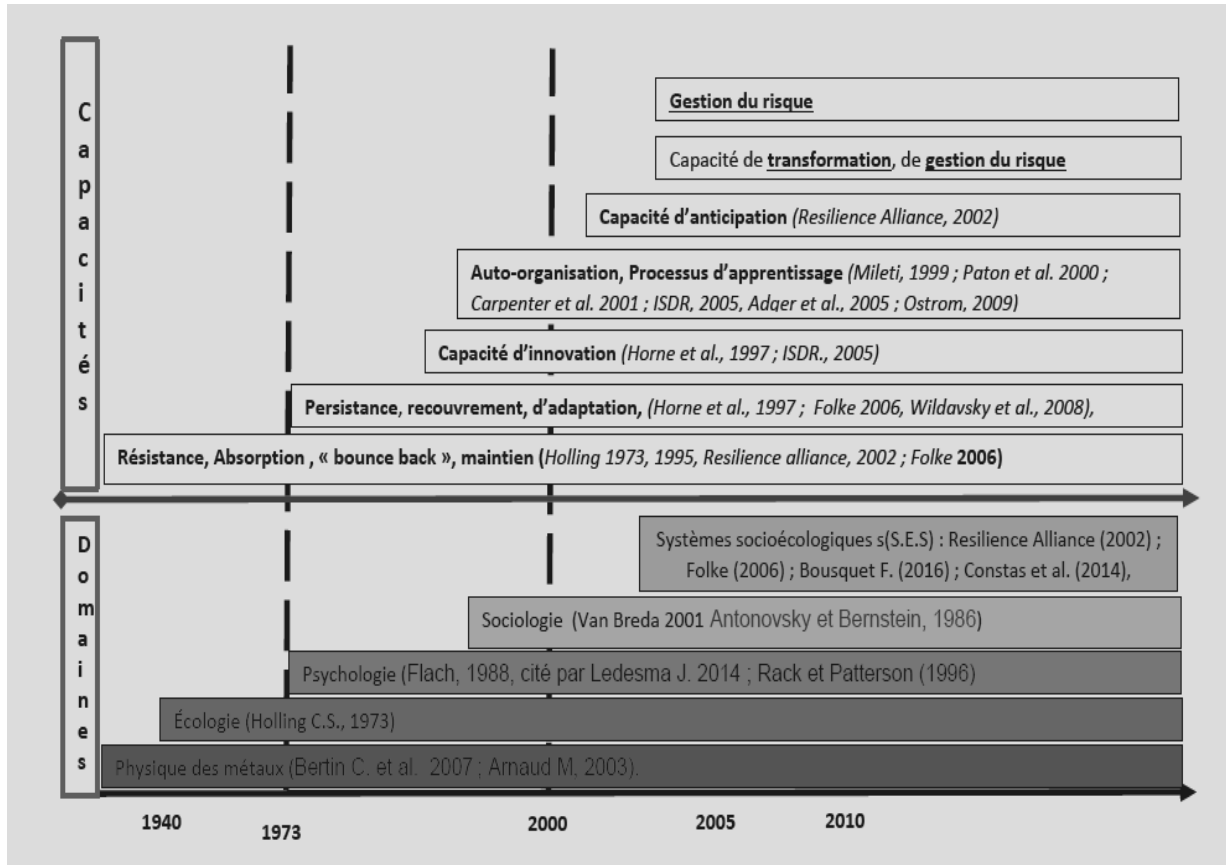 Capacités
Gestion du risque
Capacité de transformation, de gestion du risque
Capacité d’anticipation (Resilience Alliance, 2002)
Auto-organisation, Processus d’apprentissage (Mileti, 1999 ; Paton et al. 2000 ;
Carpenter et al. 2001 ; ISDR, 2005, Adger et al., 2005 ; Ostrom, 2009)
Capacité d’innovation (Horne et al., 1997 ; ISDR., 2005)
Persistance, recouvrement, d’adaptation, (Horne et al., 1997 ; Folke 2006, Wildavsky et al., 2008),
Résistance, Absorption , « bounce back », maintien (Holling 1973, 1995, Resilience alliance, 2002 ; Folke 2006)
Domaines
Systèmes socioécologiques s(S.E.S) : Resilience Alliance (2002) ;
Folke (2006) ; Bousquet F. (2016) ; Constas et al. (2014),
Sociologie (Van Breda 2001 Antonovsky et Bernstein, 1986)
Psychologie (Flach, 1988, cité par Ledesma J. 2014 ; Rack et Patterson (1996)
Écologie (Holling C.S., 1973)
Physique des métaux (Bertin C. et al. 2007 ; Arnaud M, 2003).
1940 1973 2000 2005 2010